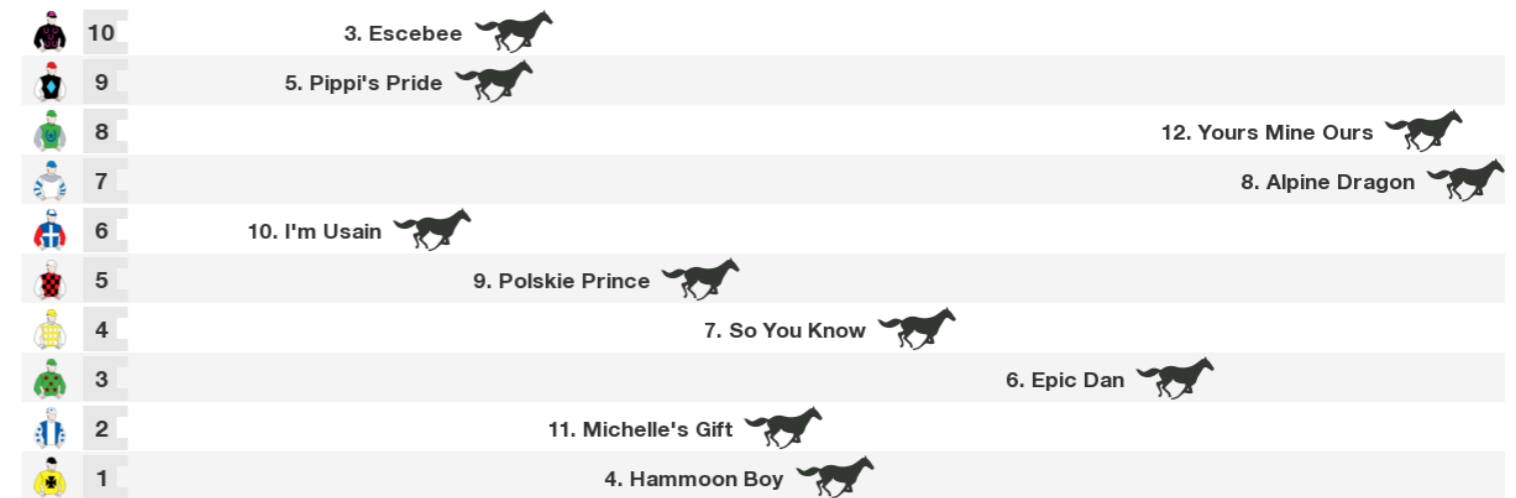 10 3. Escebee
9 5. Pippi's Pride
8 12. Yours Mine Ours
7 8. Alpine Dragon
6 10. I'm Usain
5 9. Polskie Prince
4 7. So You Know
3 6. Epic Dan
2 11. Michelle's Gift
1 4. Hammoon Boy